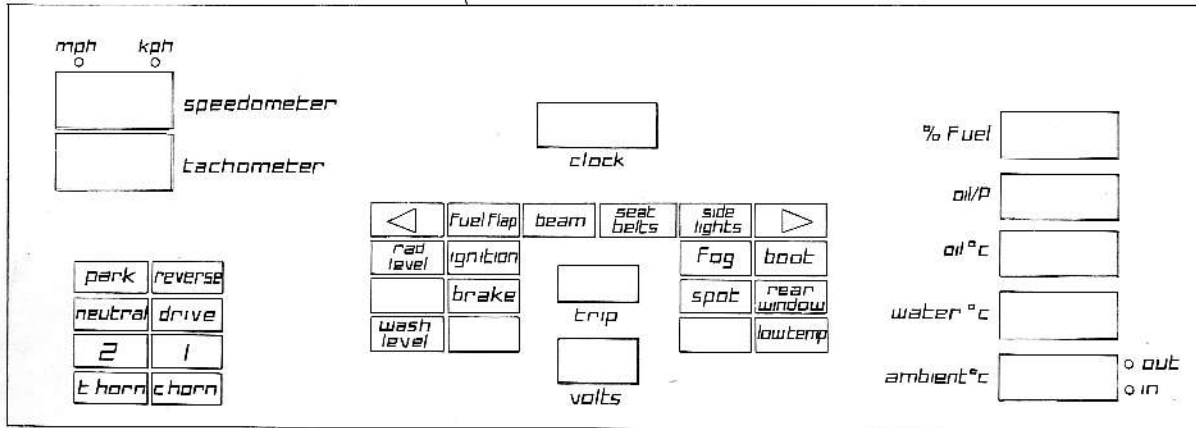 mph kph
speedometer
tachometer
clock
% Fuel
oil/P
oil °c
water °c
ambient °c
out
in
Fuel Flap beam seat belts side lights
rad level ignition Fog boot
brake spot rear window
wash level low temp
trip
volts
park reverse
neutral drive
2 1
t horn c horn